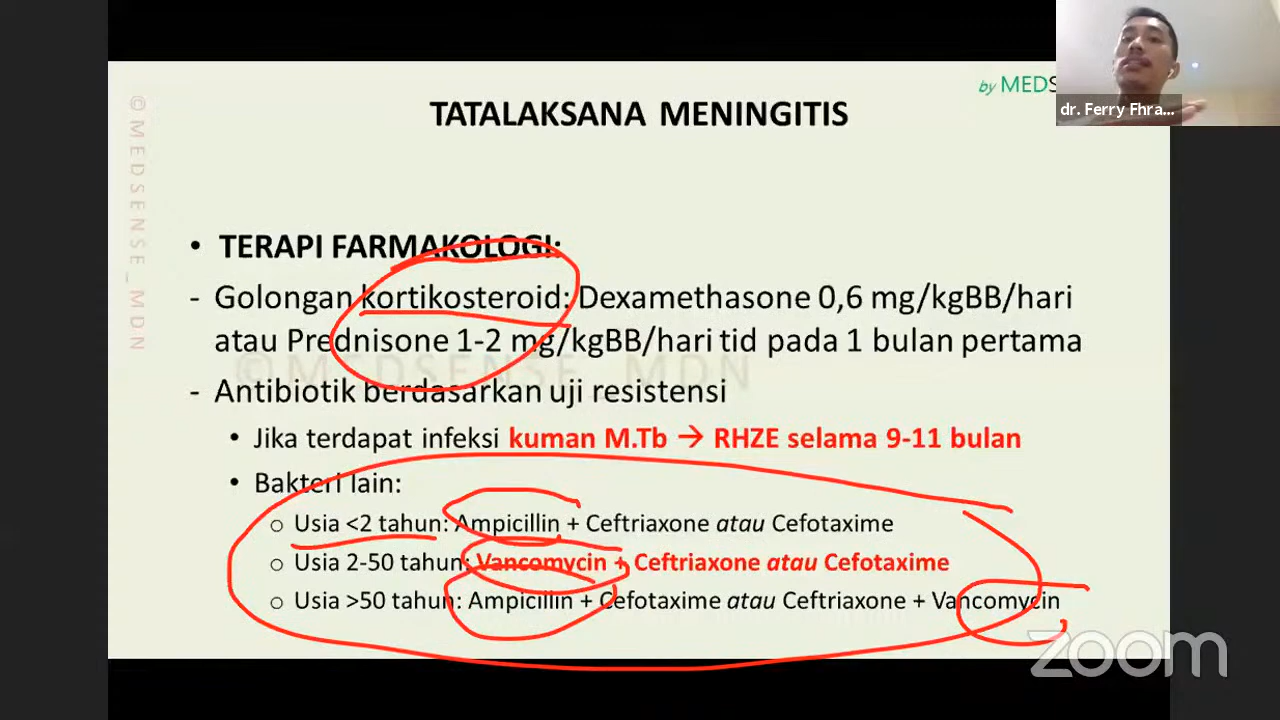 by MEDS
dr. Ferry Fhra...
TATALAKSANA MENINGITIS
©MEDSENSE_MDN
• TERAPI FARMAKOLOGI:
- Golongan kortikosteroid: Dexamethasone 0,6 mg/kgBB/hari
atau Prednisone 1-2 mg/kgBB/hari tid pada 1 bulan pertama
©MEDSENSE_MDN
- Antibiotik berdasarkan uji resistensi
• Jika terdapat infeksi kuman M.Tb → RHZE selama 9-11 bulan
• Bakteri lain:
o Usia <2 tahun: Ampicillin + Ceftriaxone atau Cefotaxime
o Usia 2-50 tahun: Vancomycin + Ceftriaxone atau Cefotaxime
o Usia >50 tahun: Ampicillin + Cefotaxime atau Ceftriaxone + Vancomycin
zoom